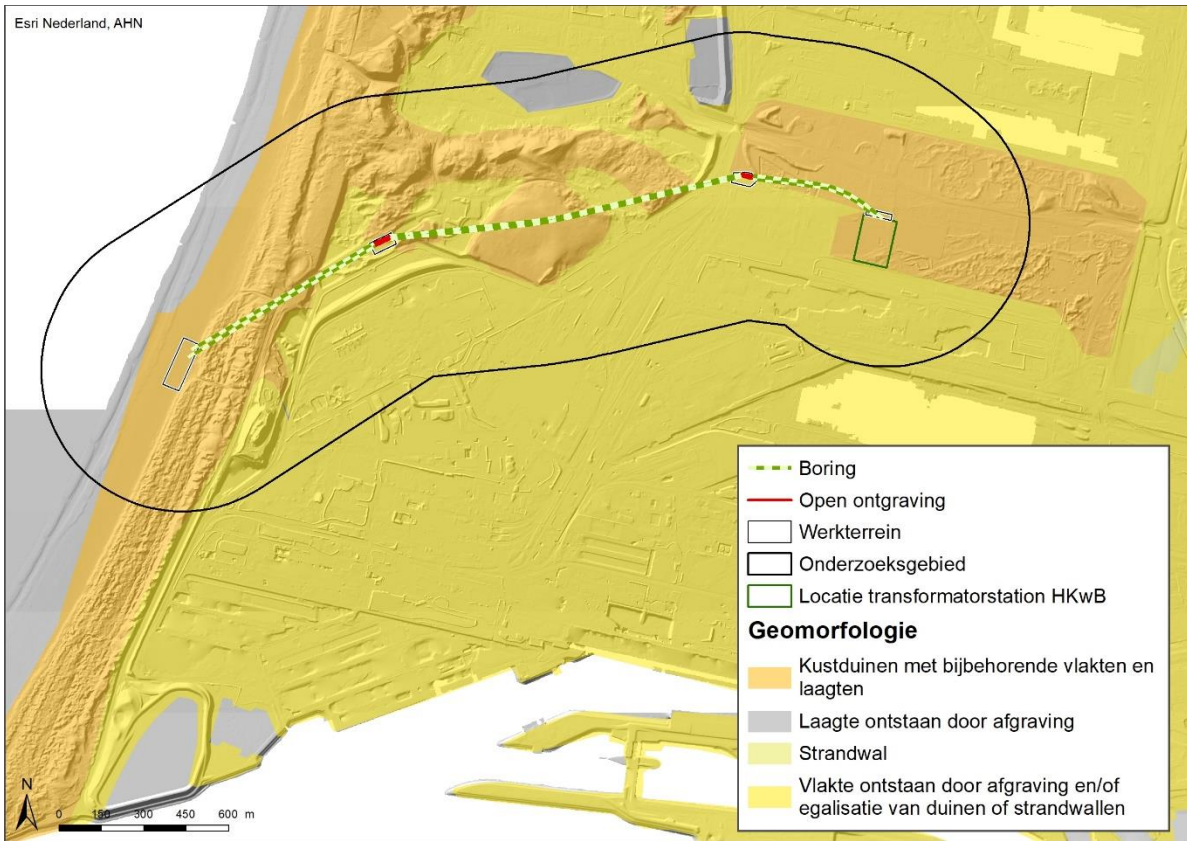 Esri Nederland, AHN
Boring
Open ontgraving
Werkterrein
Onderzoeksgebied
Locatie transformatorstation HKwB
Geomorfologie
Kustduinen met bijbehorende vlakten en
laagten
Laagte ontstaan door afgraving
Strandwal
Vlakte ontstaan door afgraving en/of
egalisatie van duinen of strandwallen
N
0 150 300 450 600 m